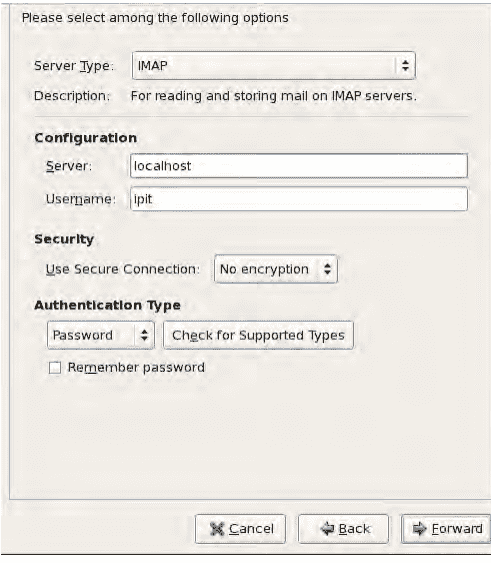 Please select among the following options
Server Type: IMAP
Description: For reading and storing mail on IMAP servers.
Configuration
Server: localhost
Username: ipit
Security
Use Secure Connection: No encryption
Authentication Type
Password Check for Supported Types
Remember password
Cancel Back Forward